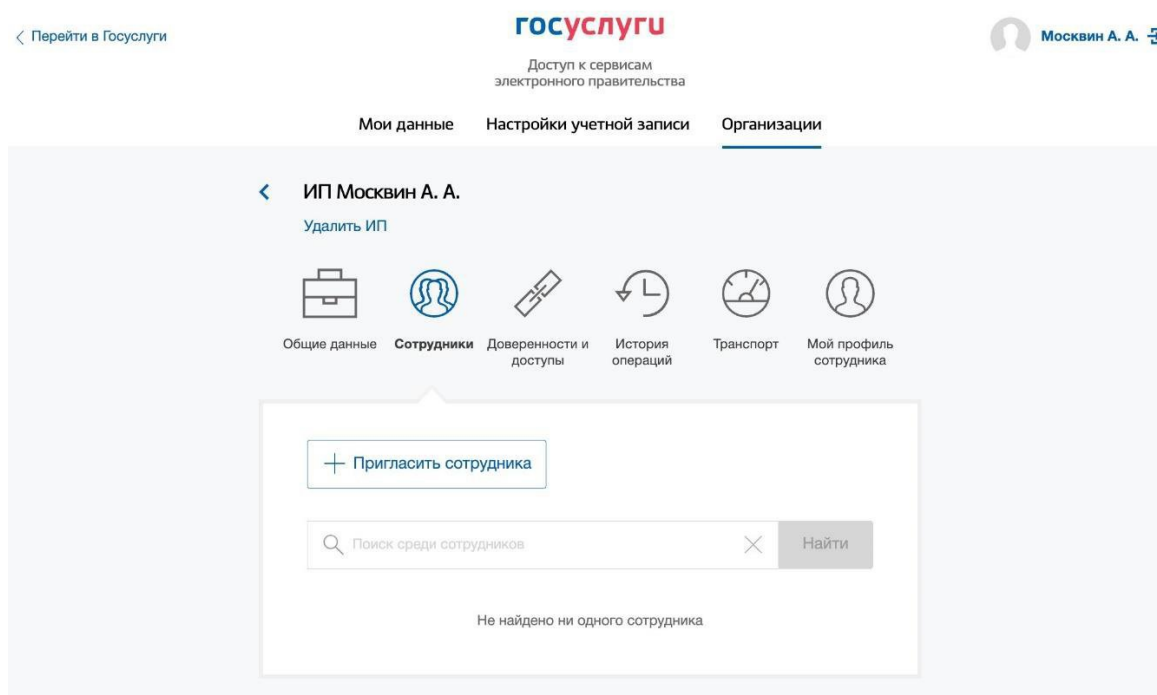 Перейти в Госуслуги
госуслуги
Доступ к сервисам
электронного правительства
Москвин А. А.
Мои данные Настройки учетной записи Организации
ИП Москвин А. А.
Удалить ИП
Общие данные Сотрудники Доверенности и доступы История операций Транспорт Мой профиль сотрудника
Пригласить сотрудника
Поиск среди сотрудников Найти
Не найдено ни одного сотрудника